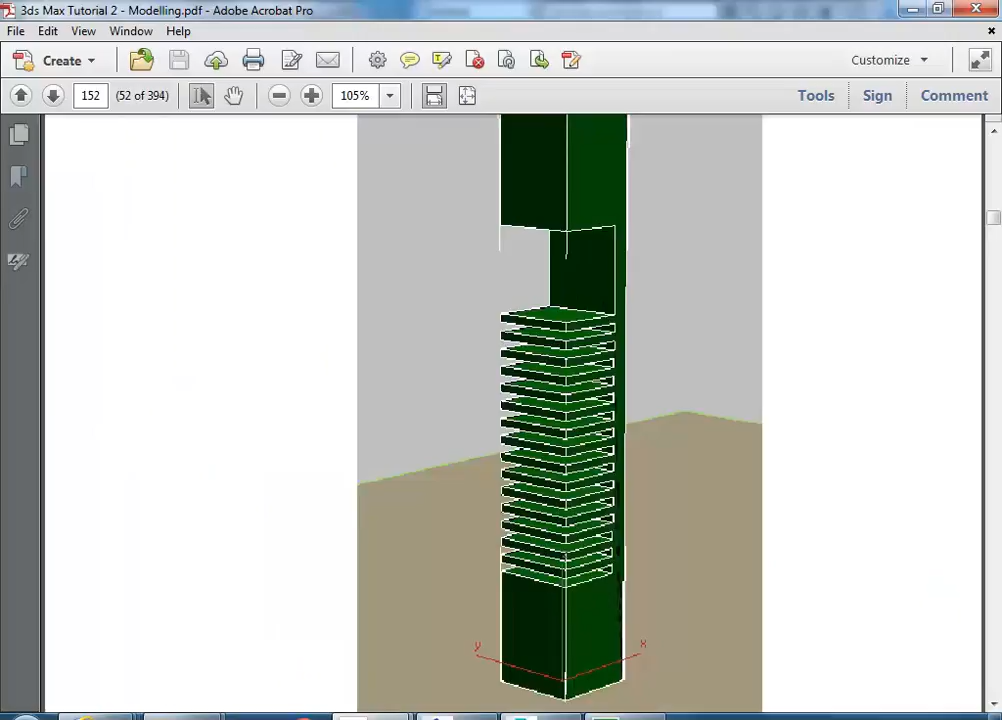 3ds Max Tutorial 2 - Modelling.pdf - Adobe Acrobat Pro
File Edit View Window Help
Create Customize
152 (52 of 394) 105% Tools Sign Comment
y x